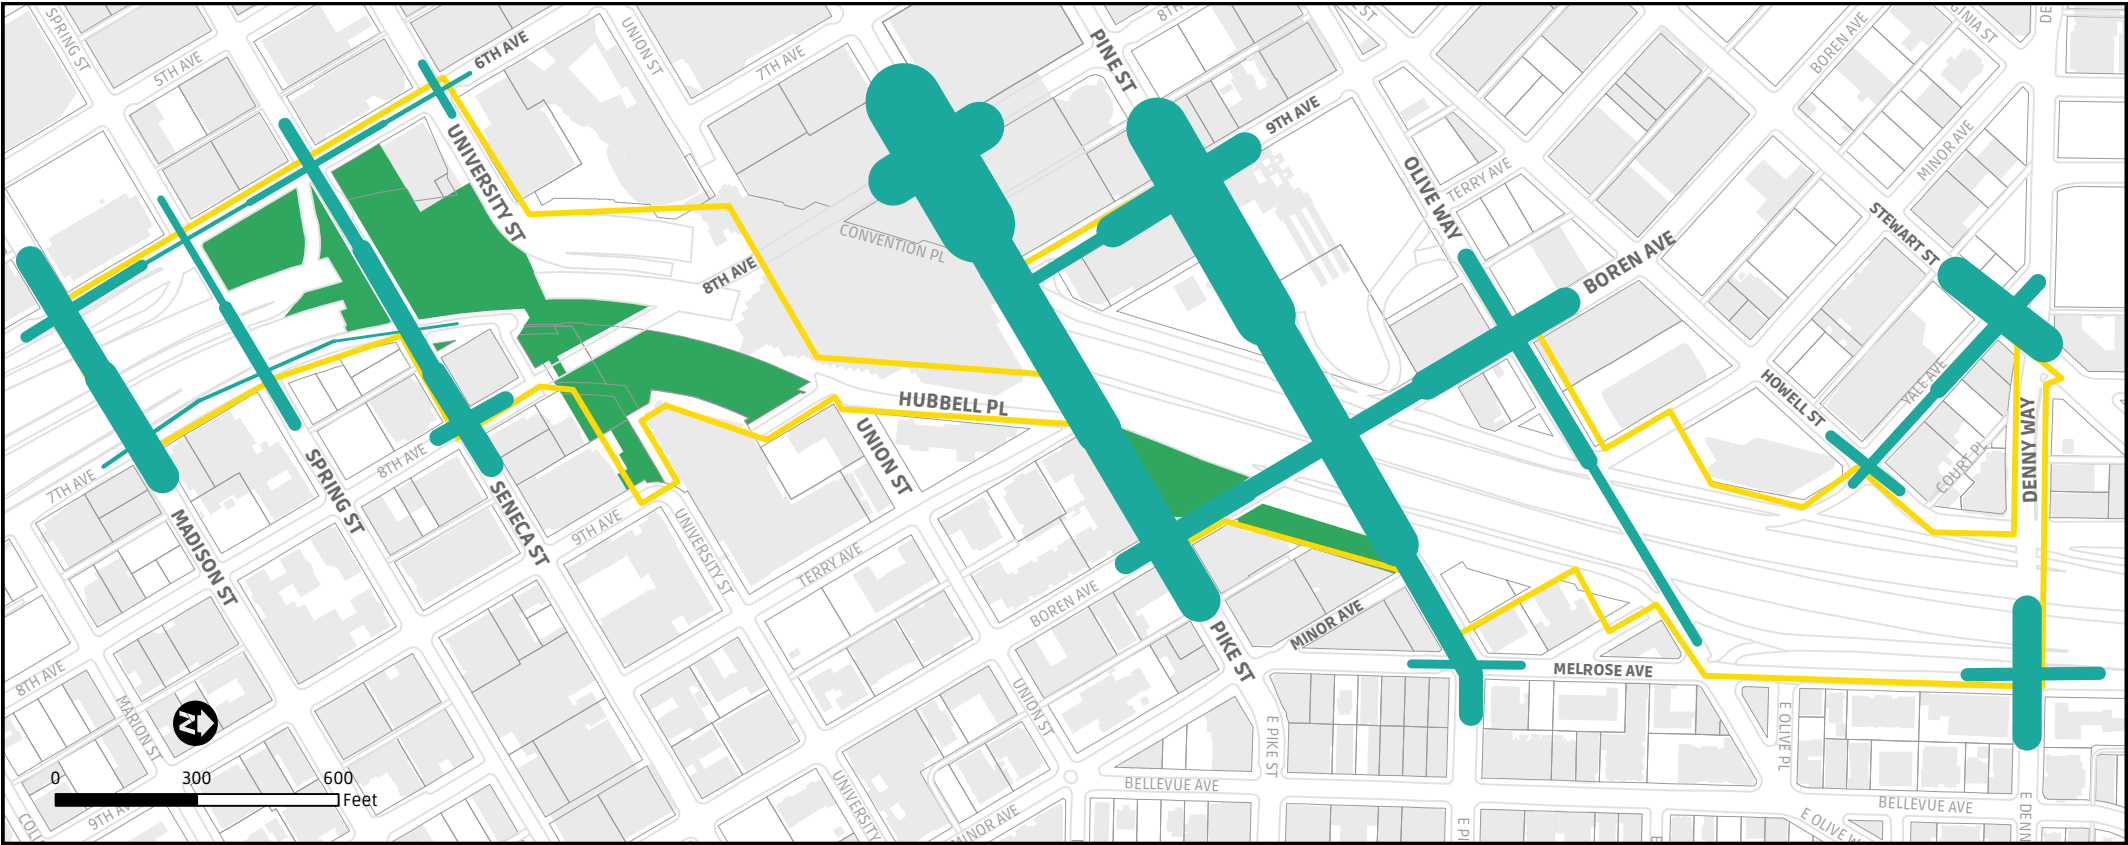 SPRING ST
5TH AVE
6TH AVE
UNION ST
7TH AVE
PINE ST
8TH
9TH AVE
BOREN AVE
MINOR AVE
TERRY AVE
OLIVE WAY
UNIVERSITY ST
CONVENTION PL
8TH AVE
BOREN AVE
STEWART ST
YALE AVE
HOWELL ST
COURT PL
DENNY WAY
HUBBELL PL
UNION ST
7TH AVE
8TH AVE
SPRING ST
SENECA ST
MADISON ST
9TH AVE
UNIVERSITY ST
TERRY AVE
BOREN AVE
MINOR AVE
PIKE ST
MELROSE AVE
8TH AVE
MARION ST
N
UNION ST
E PIKE ST
E OLIVE PL
BELLEVUE AVE
BELLEVUE AVE
0 300 600
Feet
9TH AVE
UNIVERSITY
MINOR AVE
E OLIVE W
E DENN